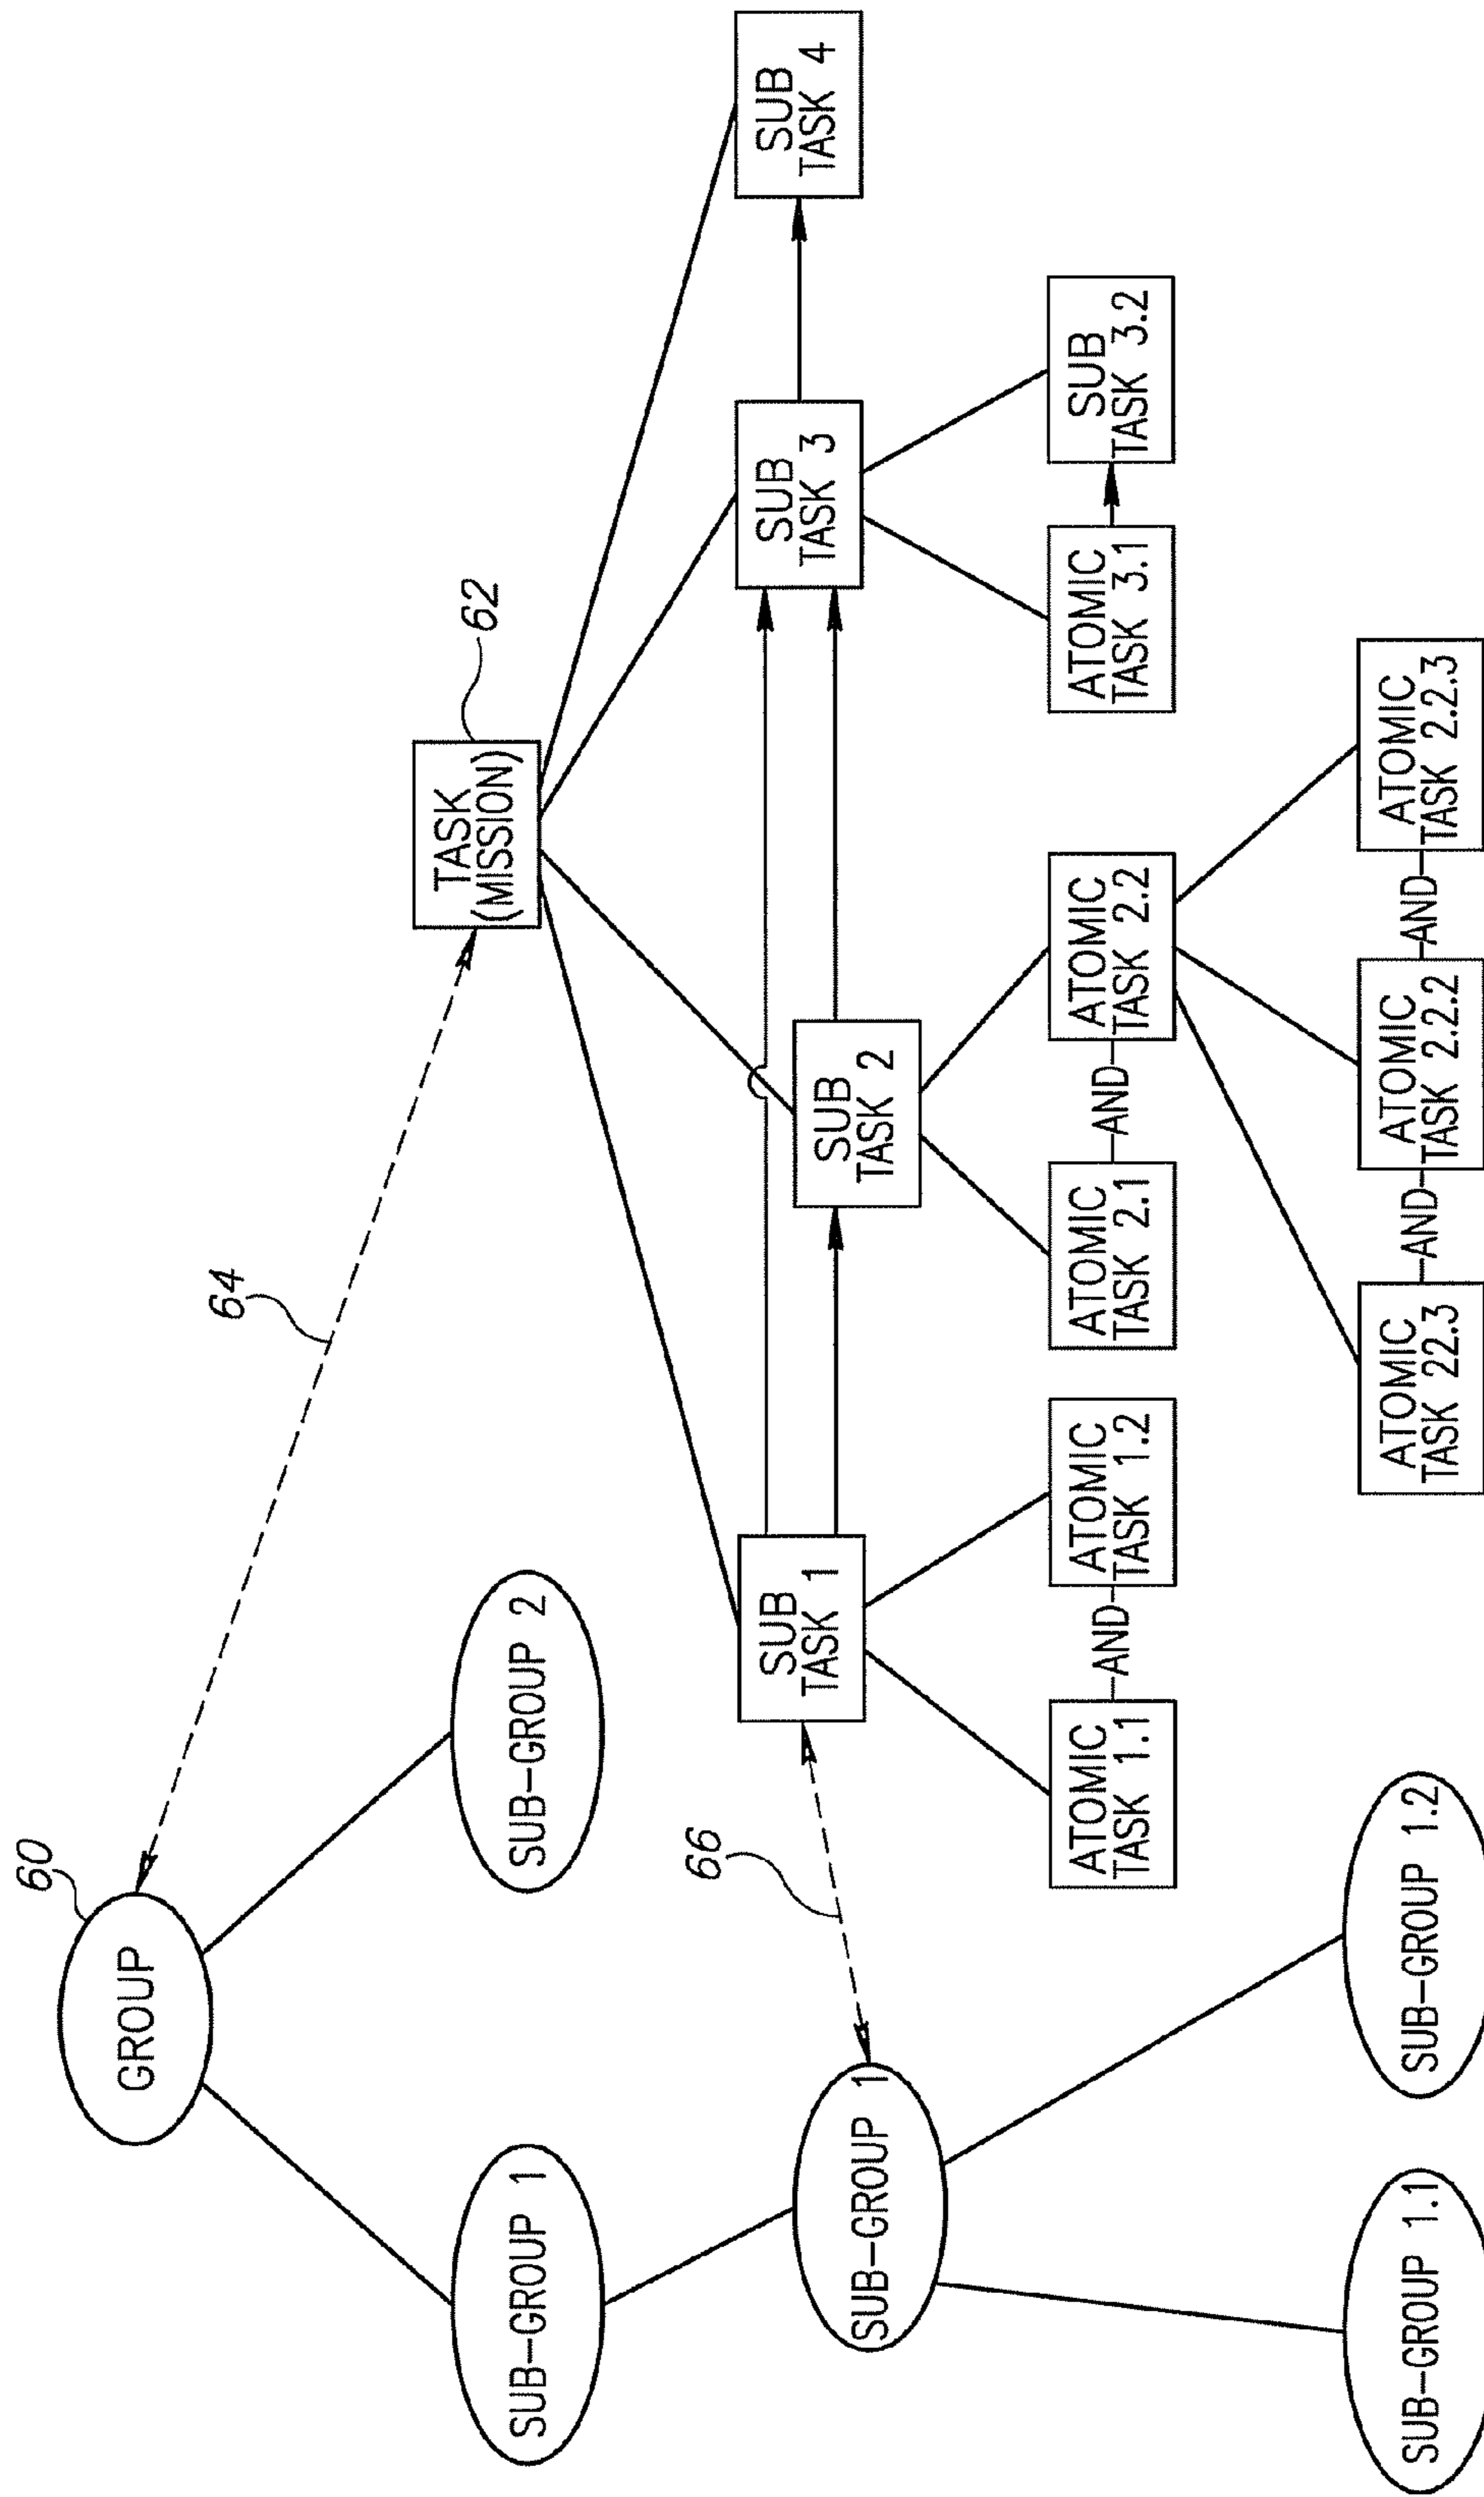 60
GROUP
64
62
TASK
(MISSION)
SUB-GROUP 1
SUB-GROUP 2
66
SUB
TASK 1
SUB
TASK 2
SUB
TASK 3
SUB
TASK 4
SUB-GROUP 1
ATOMIC
TASK 1.1
AND
ATOMIC
TASK 1.2
ATOMIC
TASK 2.1
AND
ATOMIC
TASK 2.2
ATOMIC
TASK 3.1
SUB
TASK 3.2
SUB-GROUP 1.1
SUB-GROUP 1.2
ATOMIC
TASK 22.3
AND
ATOMIC
TASK 2.2.2
AND
ATOMIC
TASK 2.2.3